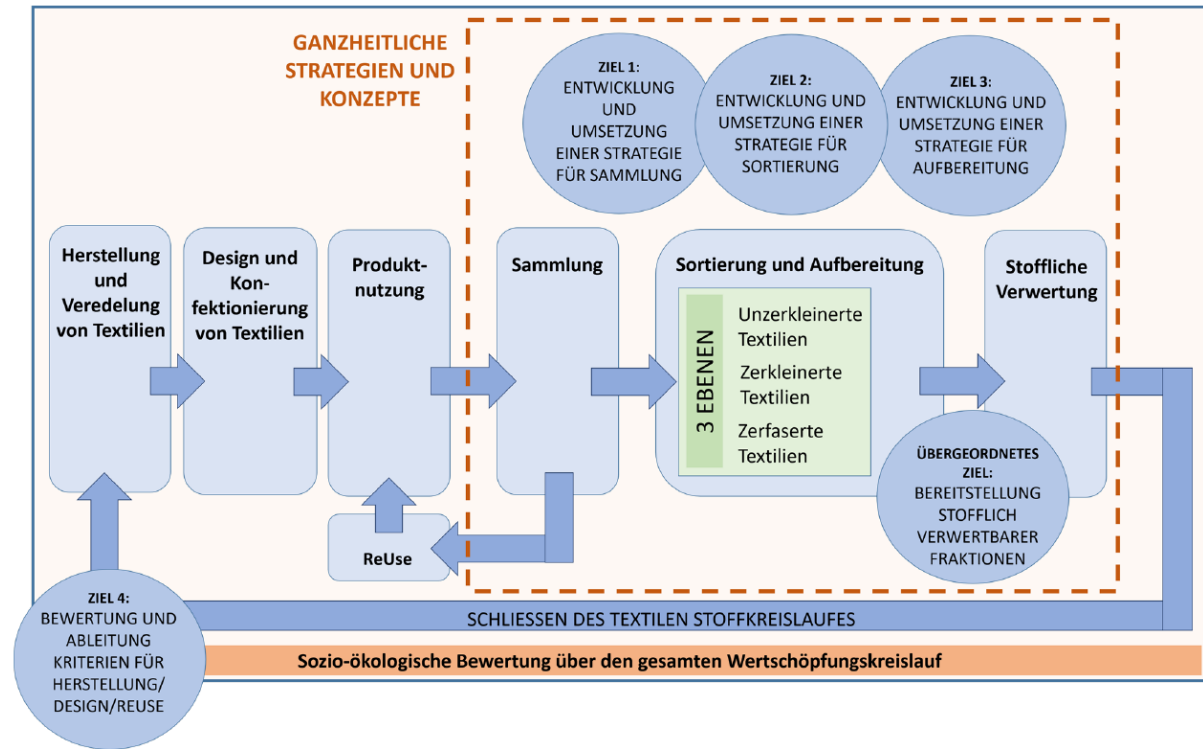 GANZHEITLICHE
STRATEGIEN UND
KONZEPTE
ZIEL 1:
ENTWICKLUNG
UND
UMSETZUNG
EINER STRATEGIE
FÜR SAMMLUNG
ZIEL 2:
ENTWICKLUNG UND
UMSETZUNG EINER
STRATEGIE FÜR
SORTIERUNG
ZIEL 3:
ENTWICKLUNG UND
UMSETZUNG EINER
STRATEGIE FÜR
AUFBEREITUNG
Herstellung
und
Veredelung
von Textilien
Design und
Kon-
fektionierung
von Textilien
Produkt-
nutzung
Sammlung
Sortierung und Aufbereitung
3 EBENEN
Unzerkleinerte
Textilien
Zerkleinerte
Textilien
Zerfaserte
Textilien
Stoffliche
Verwertung
ÜBERGEORDNETES
ZIEL:
BEREITSTELLUNG
STOFFLICH
VERWERTBARER
FRAKTIONEN
ReUse
ZIEL 4:
BEWERTUNG UND
ABLEITUNG
KRITERIEN FÜR
HERSTELLUNG/
DESIGN/REUSE
SCHLIESSEN DES TEXTILEN STOFFKREISLAUFES
Sozio-ökologische Bewertung über den gesamten Wertschöpfungskreislauf